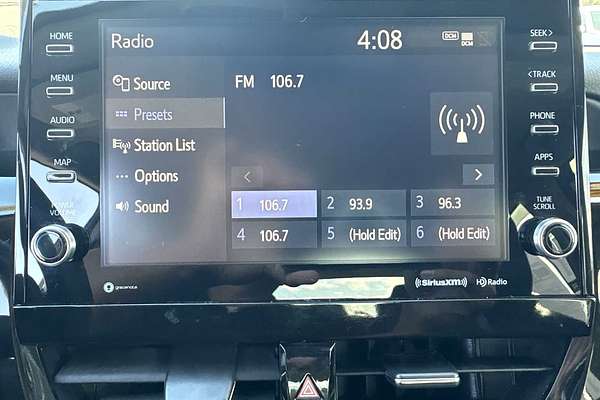 HOME
MENU
AUDIO
MAP
POWER
VOLUME
Radio
4:08
DCM
DCM
Source
Presets
Station List
Options
Sound
FM 106.7
<
>
1 106.7
2 93.9
3 96.3
4 106.7
5 (Hold Edit)
6 (Hold Edit)
SEEK>
<TRACK
PHONE
APPS
TUNE
SCROLL
gracenote
SiriusXM
HD Radio